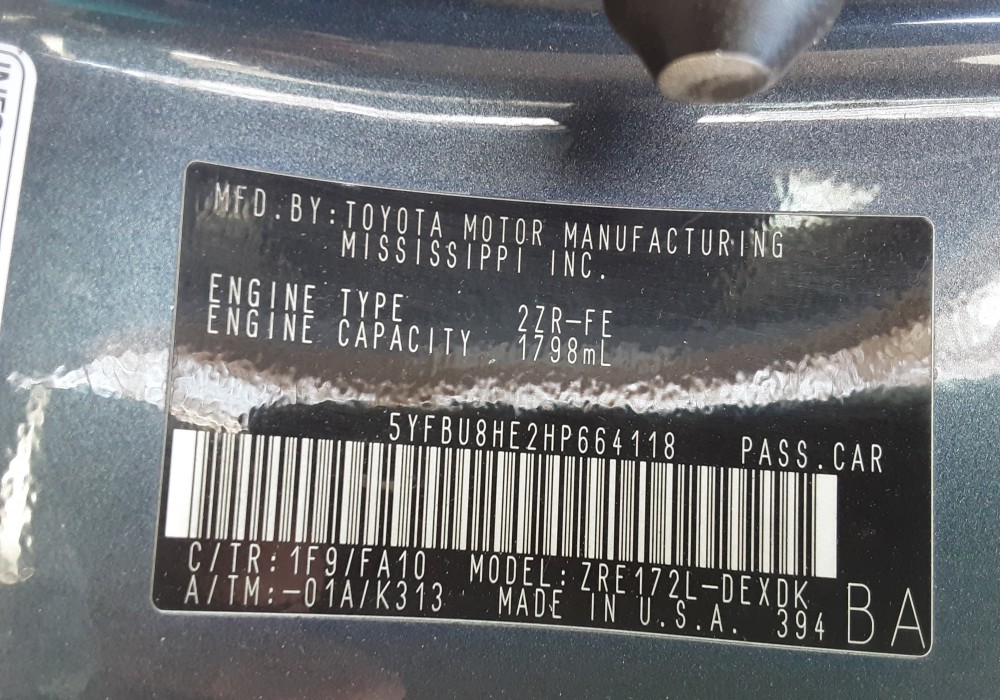 MFD.BY:TOYOTA MOTOR MANUFACTURING
MISSISSIPPI INC.
ENGINE TYPE 2ZR-FE
ENGINE CAPACITY 1798mL
5YFBU8HE2HP664118 PASS.CAR
C/TR:1F9/FA10 MODEL:ZRE172L-DEXDK
A/TM:-01A/K313 MADE IN U.S.A. 394 BA